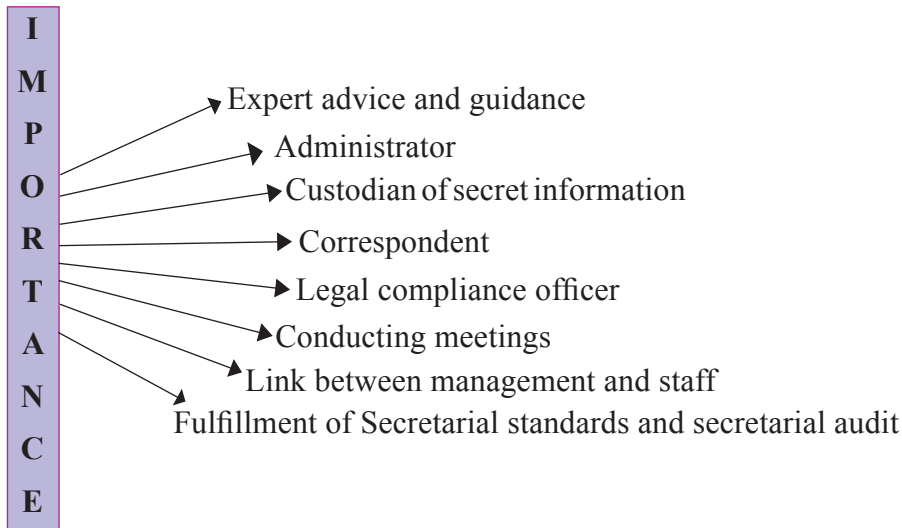 IMPORTANCE
Expert advice and guidance
Administrator
Custodian of secret information
Correspondent
Legal compliance officer
Conducting meetings
Link between management and staff
Fulfillment of Secretarial standards and secretarial audit